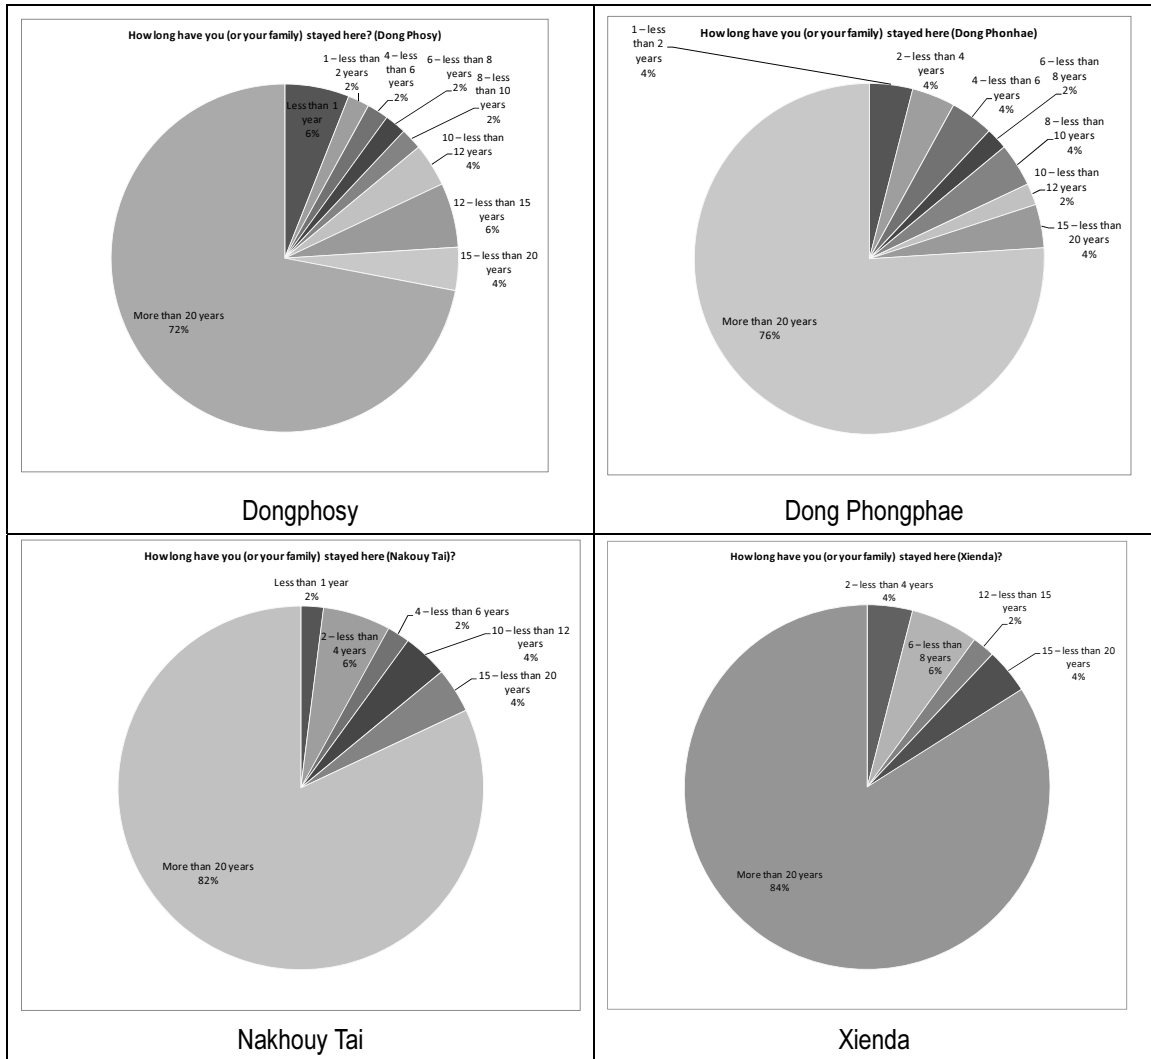 How long have you (or your family) stayed here? (Dong Phosy)
Less than 1
year
6%
1 – less than
2 years
2%
4 – less
than 6
years
2%
6 – less than 8
years
2%
8 – less
than 10
years
2%
10 – less than
12 years
4%
12 – less than 15
years
6%
15 – less than 20
years
4%
More than 20 years
72%
Dongphosy
How long have you (or your family) stayed here (Dong Phonhae)
1 – less
than 2
years
4%
2 – less than 4
years
4%
4 – less than 6
years
4%
6 – less than
8 years
2%
8 – less than
10 years
4%
10 – less than
12 years
2%
15 – less than
20 years
4%
More than 20 years
76%
Dong Phongphae
How long have you (or your family) stayed here (Nakouy Tai)?
Less than 1 year
2%
2 – less than
4 years
6%
4 – less than 6 years
2%
10 – less than 12
years
4%
15 – less than 20
years
4%
More than 20 years
82%
Nakhouy Tai
How long have you (or your family) stayed here (Xienda)?
2 – less than 4 years
4%
6 – less than
8 years
6%
12 – less than 15
years
2%
15 – less than 20
years
4%
More than 20 years
84%
Xienda